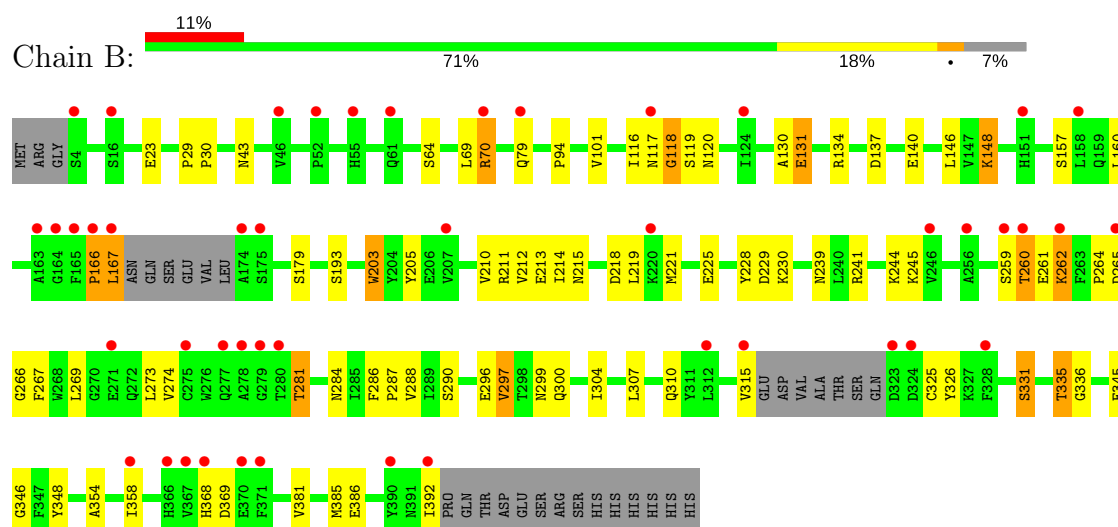 11%
Chain B:
71% 18% • 7%
MET ARG GLY S4 S16 E23 P29 P30 N43 V46 P52 H55 Q61 S64 L69 R70 Q79 P94 V101 I116 N117 G118 S119 N120 I124 A130 E131 R134 D137 E140 L146 V147 K148 H151 S157 L158 Q159 L160
A163 G164 F165 P166 L167 ASN GLN SER GLU VAL LEU A174 S175 S179 S193 W203 Y204 Y205 E206 V207 V210 R211 V212 E213 I214 N215 D218 L219 K220 M221 E225 Y228 D229 K230 N239 L240 R241 K244 K245 V246 A256 S259 T260 E261 K262 F263 P264 D265
G266 F267 W268 L269 G270 E271 Q272 L273 V274 C275 W276 Q277 A278 G279 T280 T281 N284 I285 F286 P287 V288 I289 S290 E296 V297 T298 N299 Q300 I304 L307 Q310 Y311 L312 V315 GLU ASP VAL ALA THR SER GLN D323 D324 C325 Y326 K327 F328 S331 T335 G336 E345
G346 F347 Y348 A354 I358 H366 V367 H368 D369 E370 F371 V381 M385 E386 Y390 N391 I392 PRO GLN THR ASP GLU SER ARG SER HIS HIS HIS HIS HIS HIS